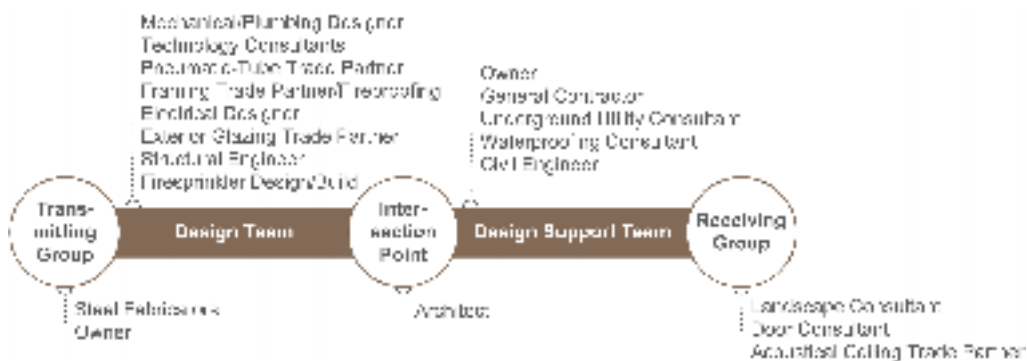 Mechanical/Plumbing Designer
Technology Consultants
Pneumatic-Tube Trade Partner
Framing Trade Partner/Fireproofing
Electrical Designer
Exterior Glazing Trade Partner
Structural Engineer
Firesprinkler Design/Build
Owner
General Contractor
Underground Utility Consultant
Waterproofing Consultant
Civil Engineer
Trans-
mitting
Group
Design Team
Inter-
section
Point
Design Support Team
Receiving
Group
Steel Fabricators
Owner
Architect
Landscape Consultant
Door Consultant
Acoustical Ceiling Trade Partner